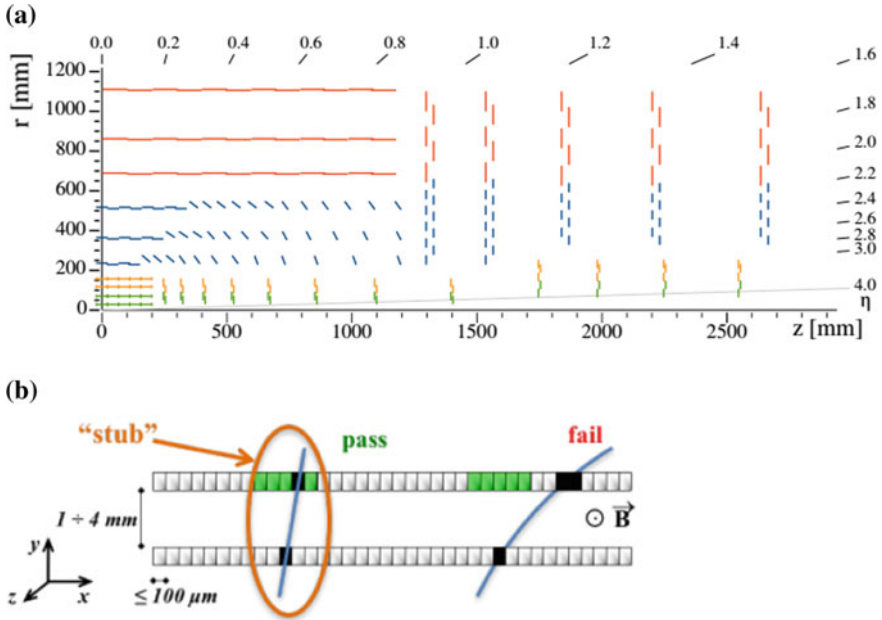 (a)
0.0 0.2 0.4 0.6 0.8 1.0 1.2 1.4 1.6
1200
1000
800
600
400
200
0
r [mm]
1.8
2.0
2.2
2.4
2.6
2.8
3.0
4.0
η
0 500 1000 1500 2000 2500 z [mm]
(b)
“stub” pass fail
1 ÷ 4 mm
B
y
z x
≤ 100 μm